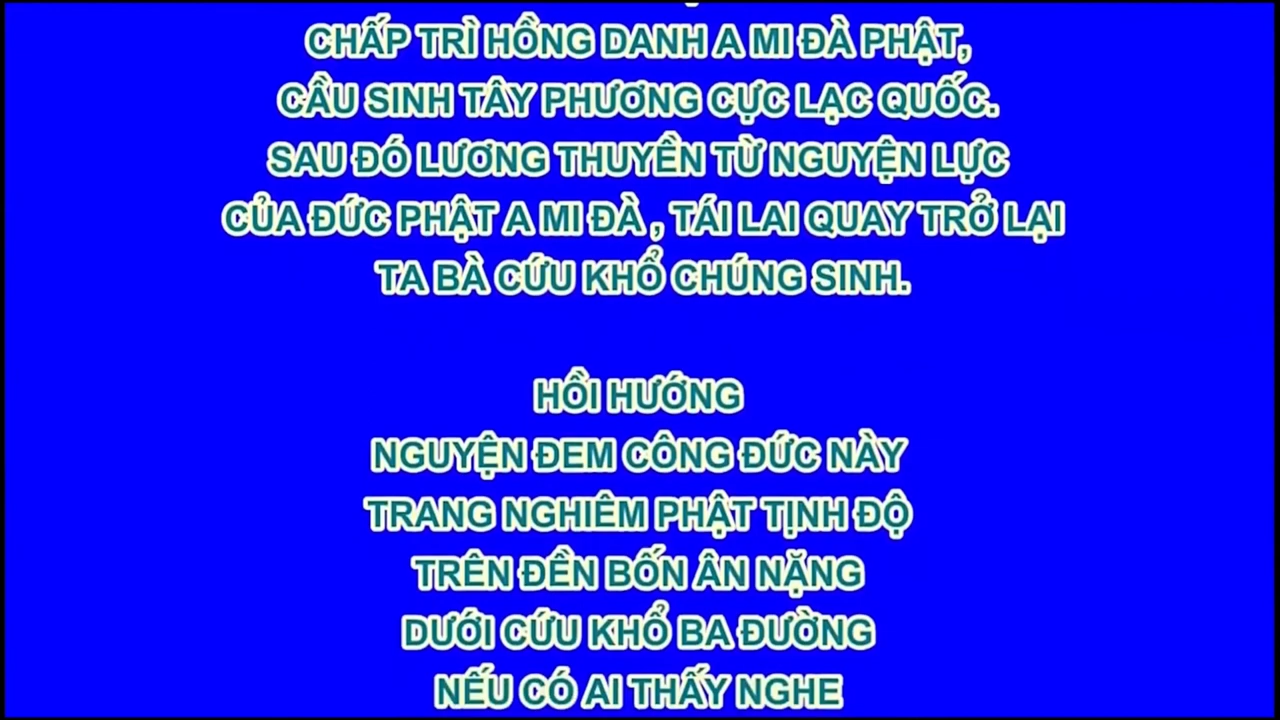 CHẤP TRÌ HỒNG DANH A MI ĐÀ PHẬT,
CẦU SINH TÂY PHƯƠNG CỰC LẠC QUỐC.
SAU ĐÓ LƯƠNG THUYỀN TỪ NGUYỆN LỰC
CỦA ĐỨC PHẬT A MI ĐÀ , TÁI LAI QUAY TRỞ LẠI
TA BÀ CỨU KHỔ CHÚNG SINH.
HỒI HƯỚNG
NGUYỆN ĐEM CÔNG ĐỨC NÀY
TRANG NGHIÊM PHẬT TỊNH ĐỘ
TRÊN ĐỀN BỐN ÂN NẶNG
DƯỚI CỨU KHỔ BA ĐƯỜNG
NẾU CÓ AI THẤY NGHE